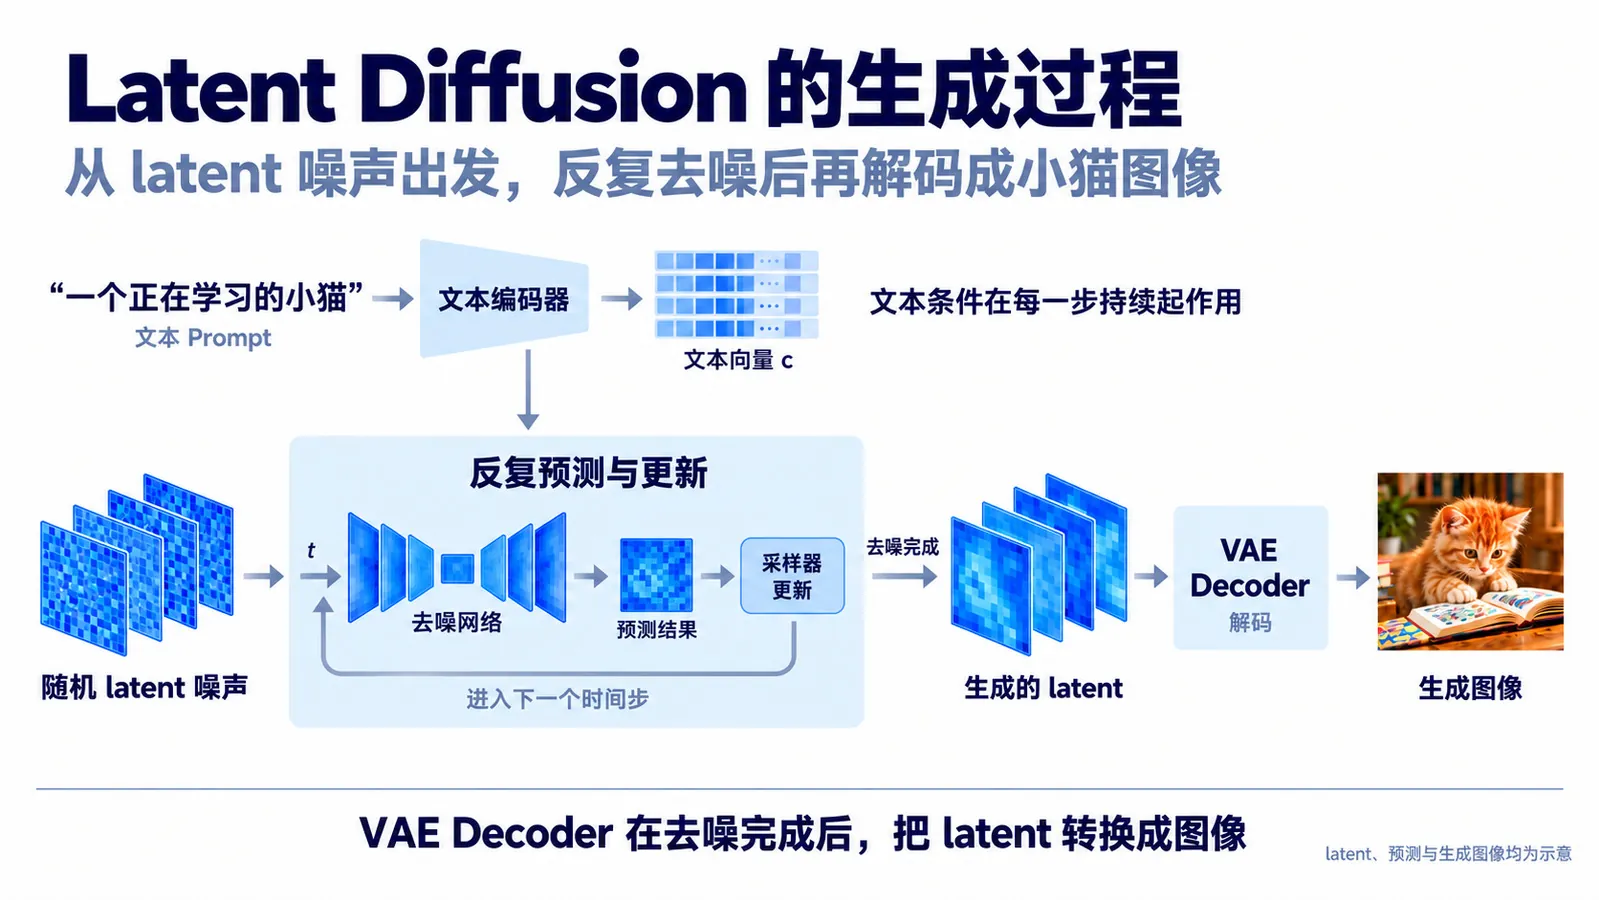 Latent Diffusion 的生成过程
从 latent 噪声出发，反复去噪后再解码成小猫图像
“一个正在学习的小猫”
文本 Prompt
文本编码器
文本向量 c
文本条件在每一步持续起作用
反复预测与更新
随机 latent 噪声
t
去噪网络
预测结果
采样器
更新
进入下一个时间步
去噪完成
生成的 latent
VAE
Decoder
解码
生成图像
VAE Decoder 在去噪完成后，把 latent 转换成图像
latent、预测与生成图像均为示意